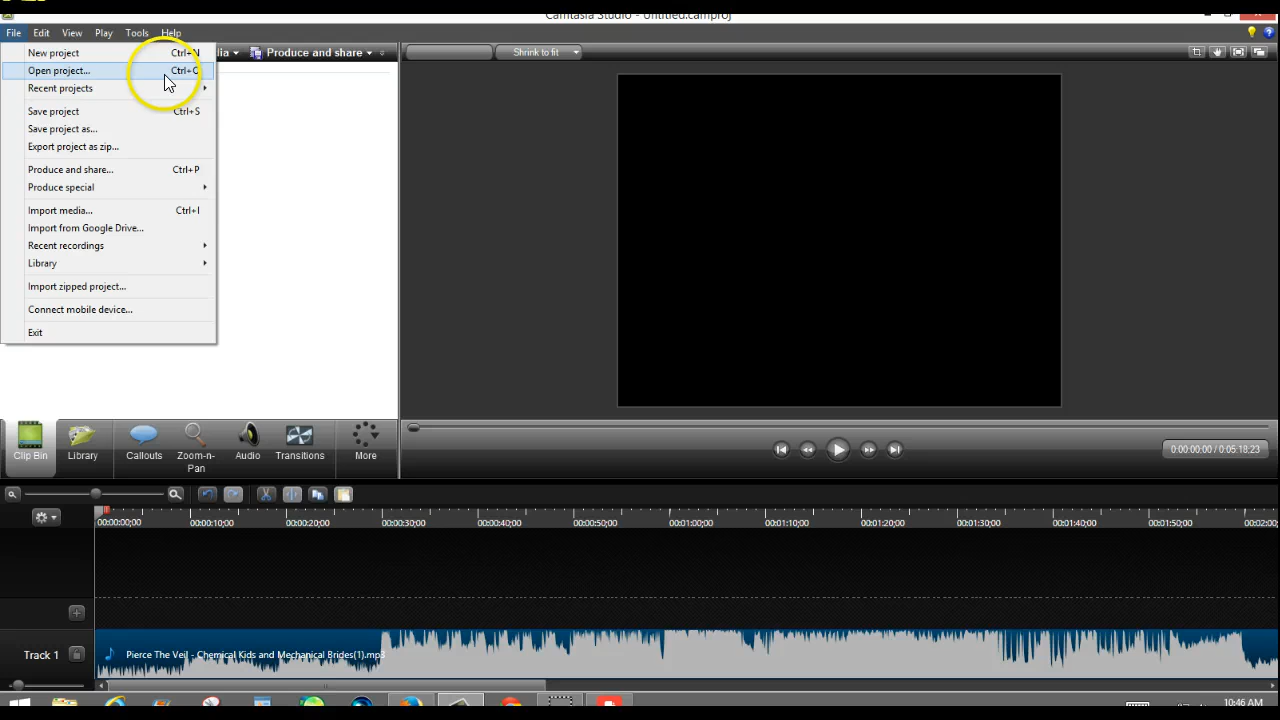 Camtasia Studio - Untitled.camproj
File Edit View Play Tools Help
Produce and share
Shrink to fit
New project Ctrl+N
Open project... Ctrl+O
Recent projects
Save project Ctrl+S
Save project as...
Export project as zip...
Produce and share... Ctrl+P
Produce special
Import media... Ctrl+I
Import from Google Drive...
Recent recordings
Library
Import zipped project...
Connect mobile device...
Exit
Clip Bin
Library
Callouts
Zoom-n-
Pan
Audio
Transitions
More
0:00:00;00 / 0:05:18;23
00:00:00;00 00:00:10;00 00:00:20;00 00:00:30;00 00:00:40;00 00:00:50;00 00:01:00;00 00:01:10;00 00:01:20;00 00:01:30;00 00:01:40;00 00:01:50;00 00:02:00;
Track 1
Pierce The Veil - Chemical Kids and Mechanical Brides(1).mp3
10:46 AM